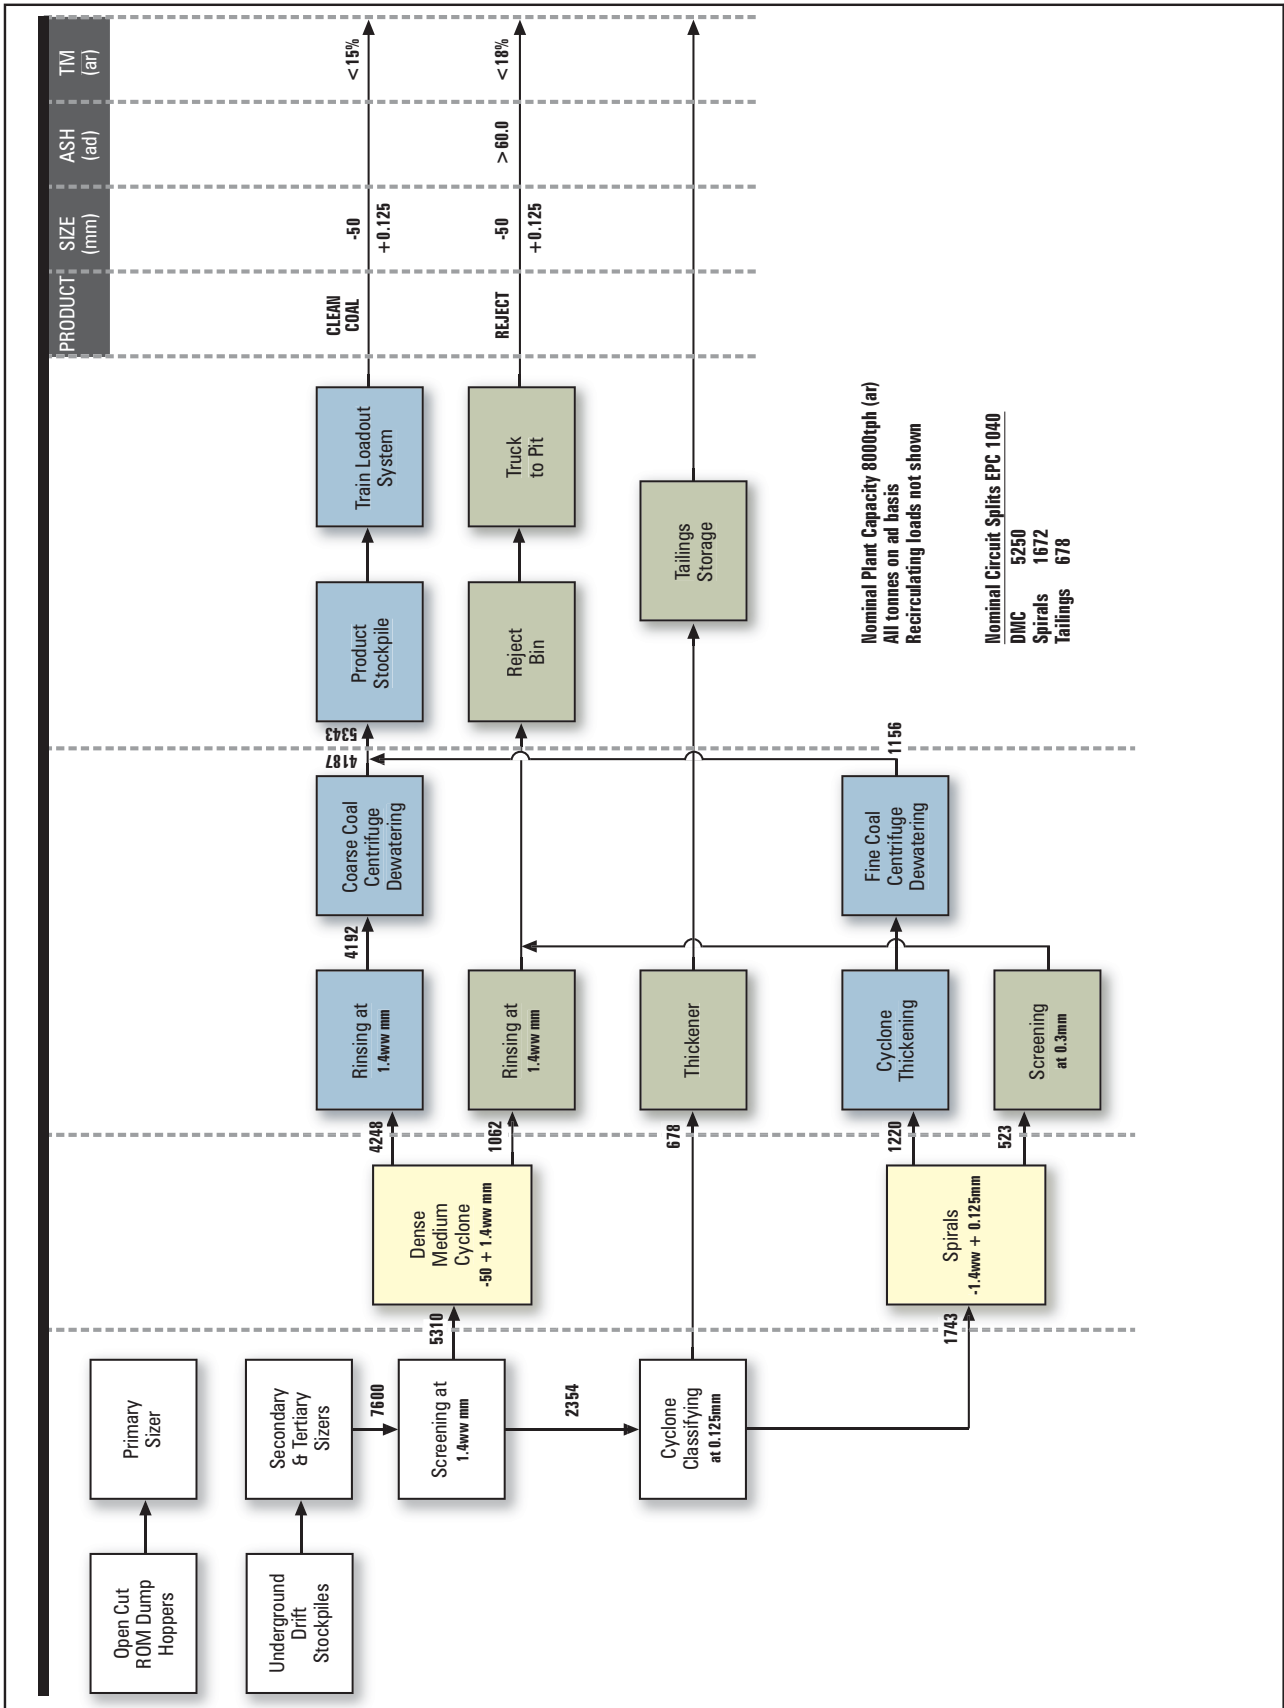 PRODUCT
SIZE
(mm)
ASH
(ad)
TM
(ar)
Open Cut
ROM Dump
Hoppers
Primary
Sizer
Underground
Drift
Stockpiles
Secondary
& Tertiary
Sizers
7600
Screening at
1.4ww mm
5310
2354
Cyclone
Classifying
at 0.125mm
1743
Dense
Medium
Cyclone
-50 + 1.4ww mm
4248
1062
678
Spirals
-1.4ww + 0.125mm
1220
523
Rinsing at
1.4ww mm
4192
Rinsing at
1.4ww mm
Thickener
Cyclone
Thickening
Screening
at 0.3mm
Coarse Coal
Centrifuge
Dewatering
4187
5343
Fine Coal
Centrifuge
Dewatering
1156
Product
Stockpile
Train Loadout
System
Reject
Bin
Truck
to Pit
Tailings
Storage
CLEAN
COAL
-50
+0.125
<15%
REJECT
-50
+0.125
>60.0
<18%
Nominal Plant Capacity 8000tph (ar)
All tonnes on ad basis
Recirculating loads not shown
Nominal Circuit Splits EPC 1040
DMC 5250
Spirals 1672
Tailings 678